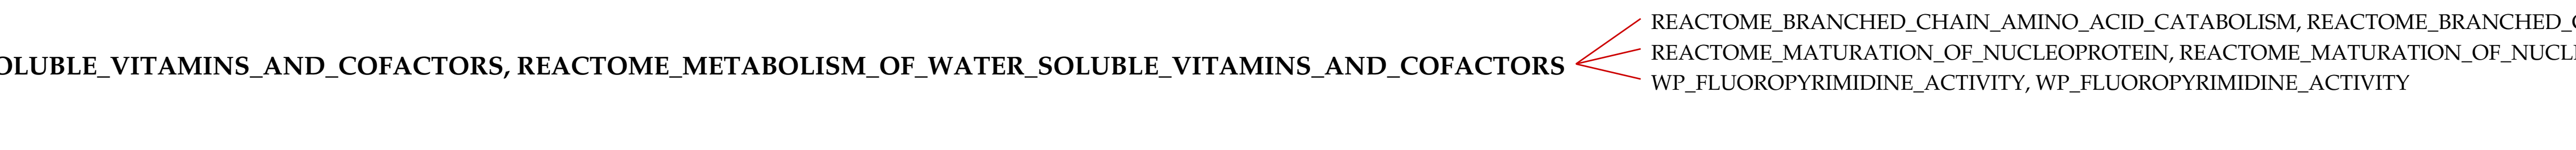 REACTOME_BRANCHED_CHAIN_AMINO_ACID_CATABOLISM, REACTOME_BRANCHED_
REACTOME_MATURATION_OF_NUCLEOPROTEIN, REACTOME_MATURATION_OF_NUCL
OLUBLE_VITAMINS_AND_COFACTORS, REACTOME_METABOLISM_OF_WATER_SOLUBLE_VITAMINS_AND_COFACTORS
WP_FLUOROPYRIMIDINE_ACTIVITY, WP_FLUOROPYRIMIDINE_ACTIVITY